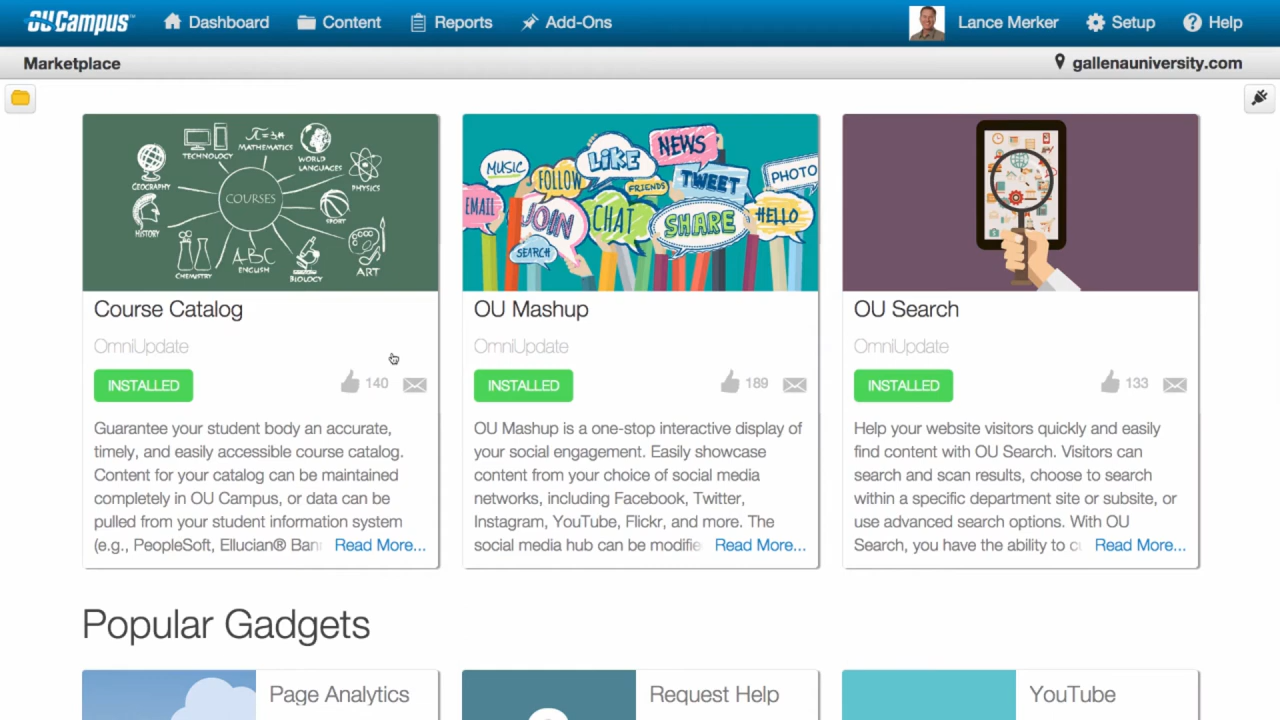 OU Campus™ Dashboard Content Reports Add-Ons Lance Merker Setup Help
Marketplace gallenauniversity.com
COURSES
TECHNOLOGY
MATHEMATICS
WORLD LANGUAGES
GEOGRAPHY
PHYSICS
HISTORY
SPORT
CHEMISTRY
ABC
ENGLISH
BIOLOGY
ART
MUSIC
LIKE
NEWS
FOLLOW
FRIENDS
TWEET
PHOTO
EMAIL
JOIN
CHAT
SHARE
#HELLO
SEARCH
Course Catalog
OmniUpdate
INSTALLED 140
Guarantee your student body an accurate,
timely, and easily accessible course catalog.
Content for your catalog can be maintained
completely in OU Campus, or data can be
pulled from your student information system
(e.g., PeopleSoft, Ellucian® Ban Read More...
OU Mashup
OmniUpdate
INSTALLED 189
OU Mashup is a one-stop interactive display of
your social engagement. Easily showcase
content from your choice of social media
networks, including Facebook, Twitter,
Instagram, YouTube, Flickr, and more. The
social media hub can be modifie Read More...
OU Search
OmniUpdate
INSTALLED 133
Help your website visitors quickly and easily
find content with OU Search. Visitors can
search and scan results, choose to search
within a specific department site or subsite, or
use advanced search options. With OU
Search, you have the ability to cu Read More...
Popular Gadgets
Page Analytics
Request Help
YouTube